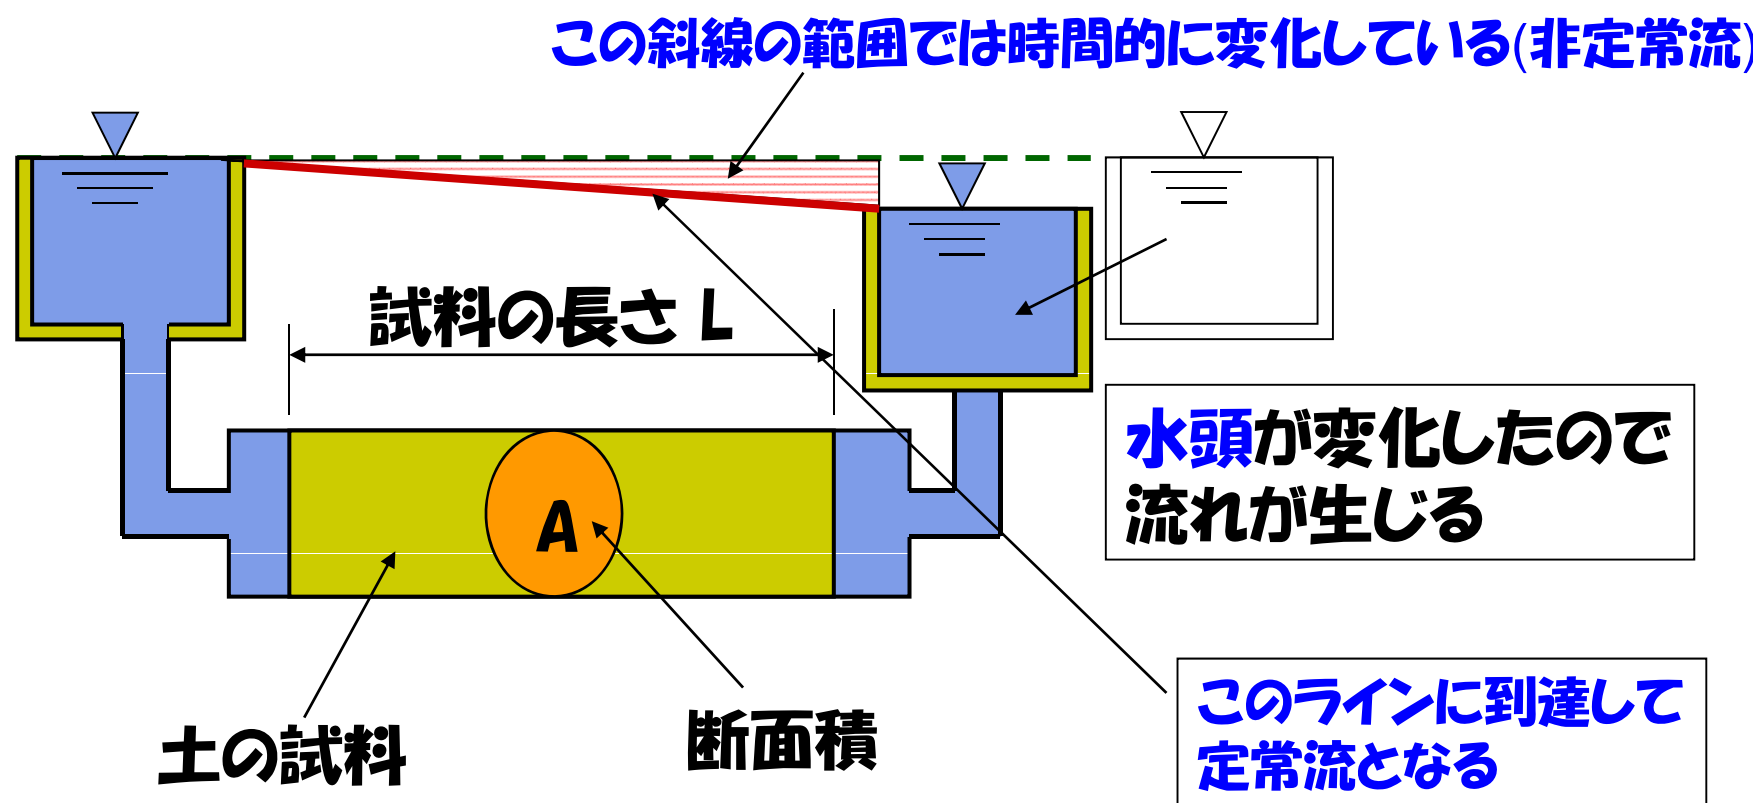 この斜線の範囲では時間的に変化している(非定常流)
試料の長さ L
水頭が変化したので
流れが生じる
A
このラインに到達して
定常流となる
断面積
土の試料